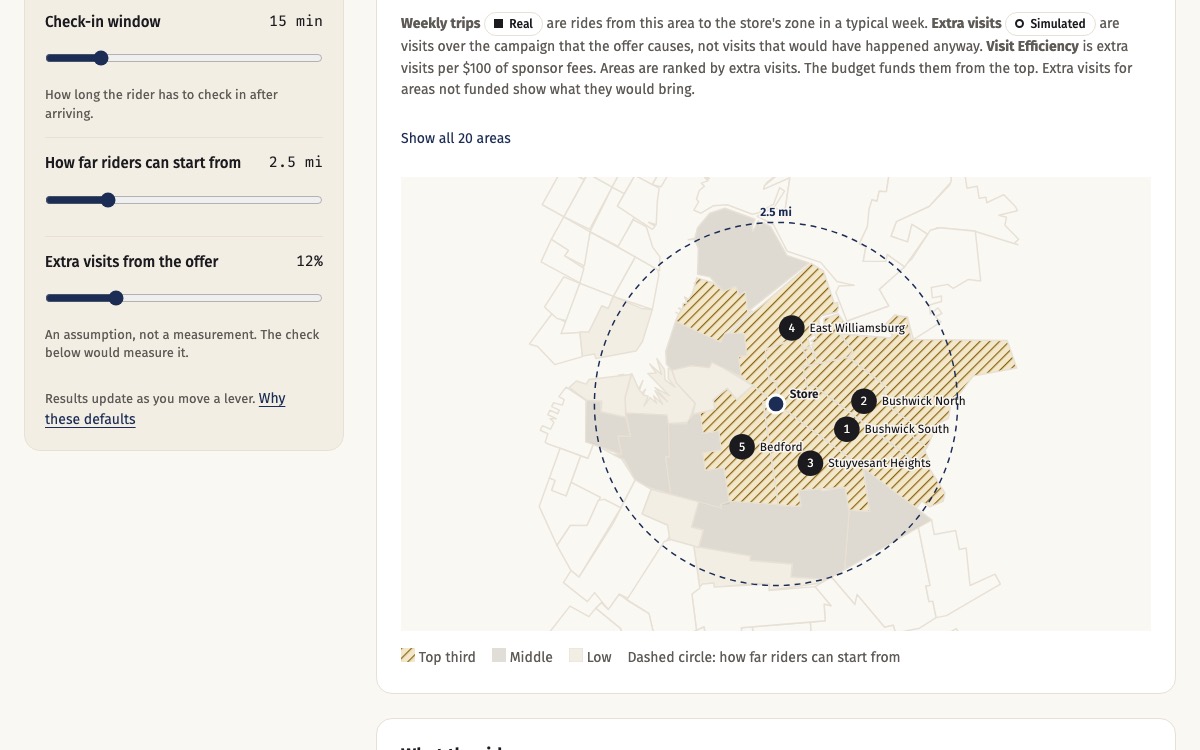 Check-in window 15 min
How long the rider has to check in after
arriving.
How far riders can start from 2.5 mi
Extra visits from the offer 12%
An assumption, not a measurement. The check
below would measure it.
Results update as you move a lever. Why
these defaults
Weekly trips Real are rides from this area to the store's zone in a typical week. Extra visits Simulated are
visits over the campaign that the offer causes, not visits that would have happened anyway. Visit Efficiency is extra
visits per $100 of sponsor fees. Areas are ranked by extra visits. The budget funds them from the top. Extra visits for
areas not funded show what they would bring.
Show all 20 areas
2.5 mi
4 East Williamsburg
Store
2 Bushwick North
1 Bushwick South
5 Bedford
3 Stuyvesant Heights
Top third Middle Low Dashed circle: how far riders can start from